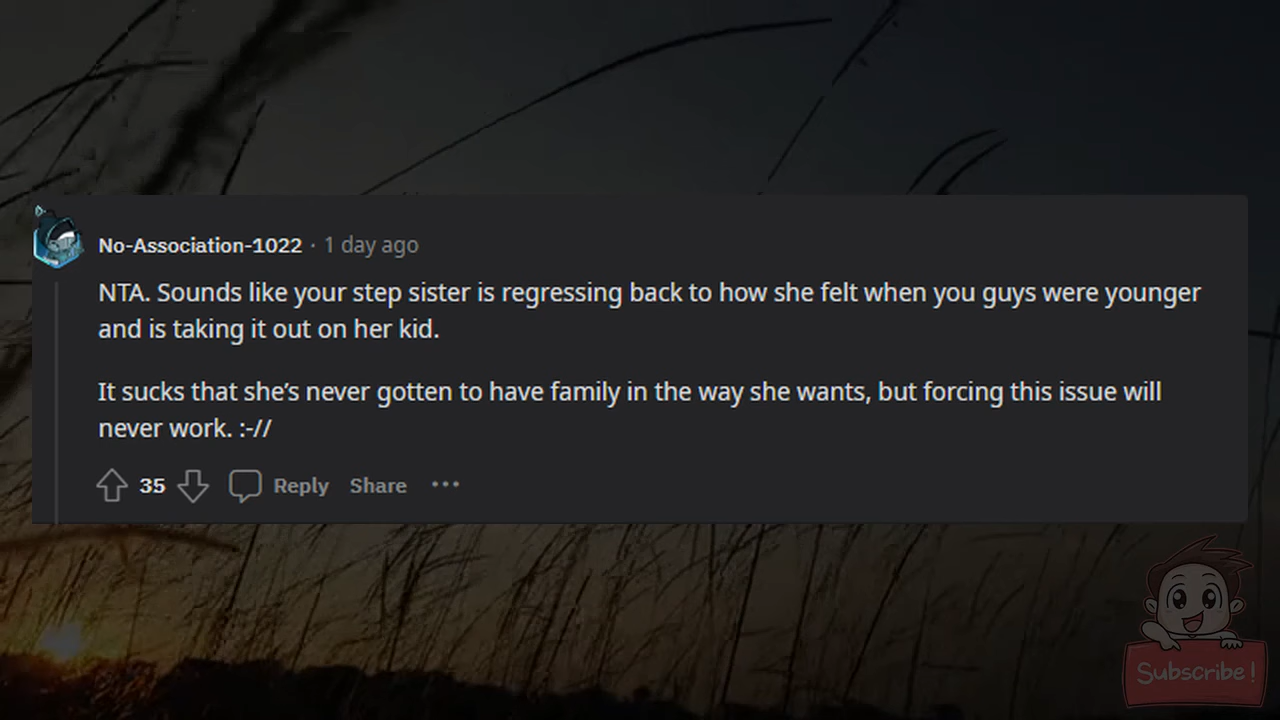 No-Association-1022 · 1 day ago
NTA. Sounds like your step sister is regressing back to how she felt when you guys were younger
and is taking it out on her kid.
It sucks that she’s never gotten to have family in the way she wants, but forcing this issue will
never work. :-//
35 Reply Share ···
Subscribe!